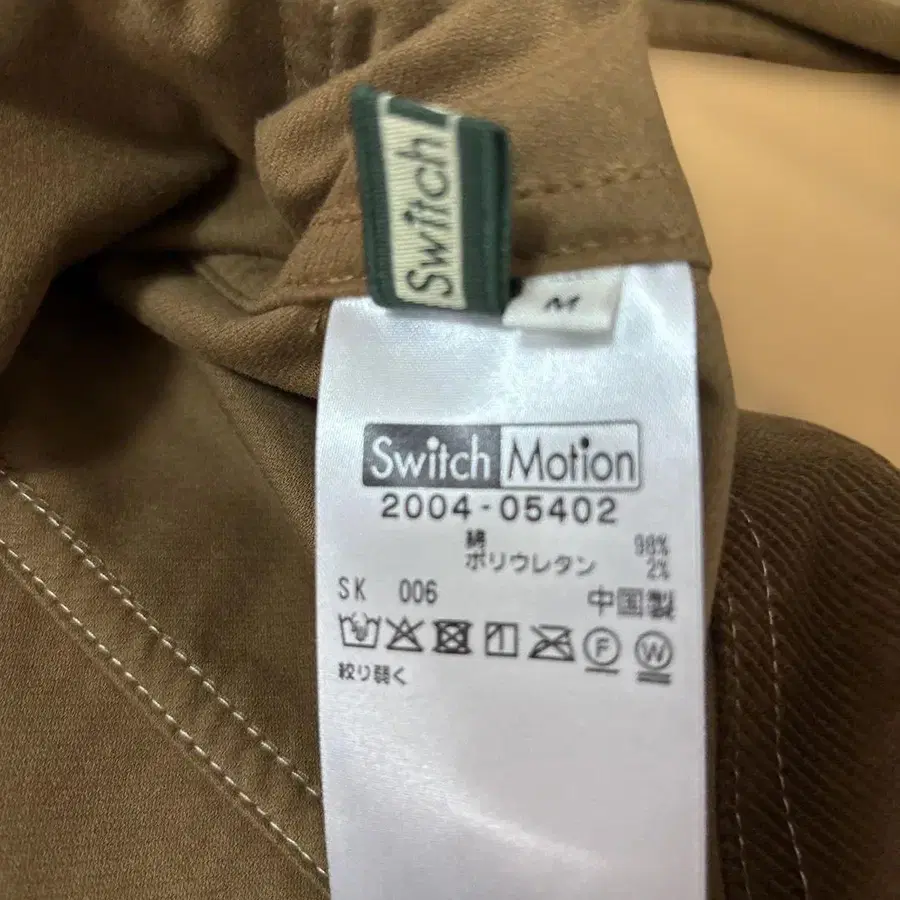 Switch
M
Switch Motion
2004-05402
綿 98%
ポリウレタン 2%
SK 006
中国製
F W
絞り弱く